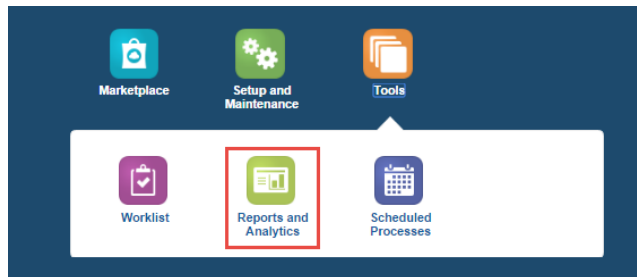 Marketplace
Setup and
Maintenance
Tools
Worklist
Reports and
Analytics
Scheduled
Processes